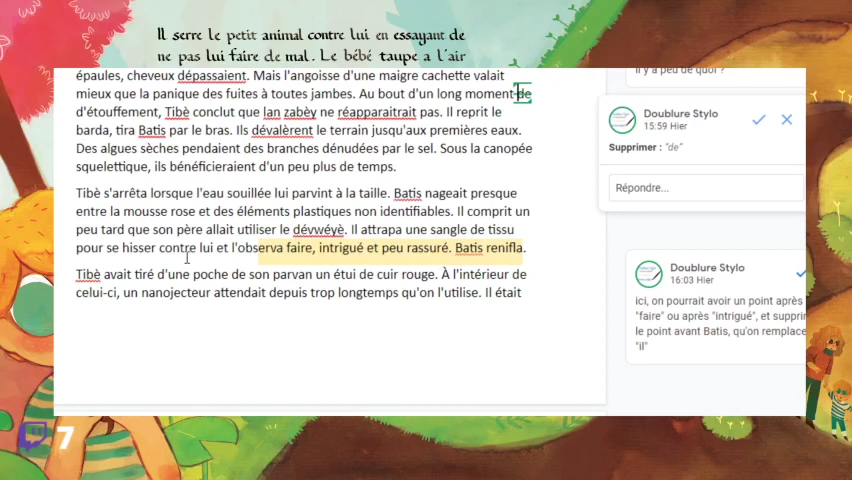 Il serre le petit animal contre lui en essayant de
ne pas lui faire de mal. Le bébé taupe a l'air
épaules, cheveux dépassaient. Mais l'angoisse d'une maigre cachette valait
mieux que la panique des fuites à toutes jambes. Au bout d'un long moment de
d'étouffement, Tibè conclut que lan zabèy ne réapparaitrait pas. Il reprit le
barda, tira Batis par le bras. Ils dévalèrent le terrain jusqu'aux premières eaux.
Des algues sèches pendaient des branches dénudées par le sel. Sous la canopée
squelettique, ils bénéficieraient d'un peu plus de temps.
Tibè s'arrêta lorsque l'eau souillée lui parvint à la taille. Batis nageait presque
entre la mousse rose et des éléments plastiques non identifiables. Il comprit un
peu tard que son père allait utiliser le dévwéyè. Il attrapa une sangle de tissu
pour se hisser contre lui et l'observa faire, intrigué et peu rassuré. Batis renifla.
Tibè avait tiré d'une poche de son parvan un étui de cuir rouge. À l'intérieur de
celui-ci, un nanojecteur attendait depuis trop longtemps qu'on l'utilise. Il était
il y a peu de quoi ?
Doublure Stylo
15:59 Hier
Supprimer : "de"
Répondre...
Doublure Stylo
16:03 Hier
ici, on pourrait avoir un point après
"faire" ou après "intrigué", et supprim
le point avant Batis, qu'on remplace
"il"
7